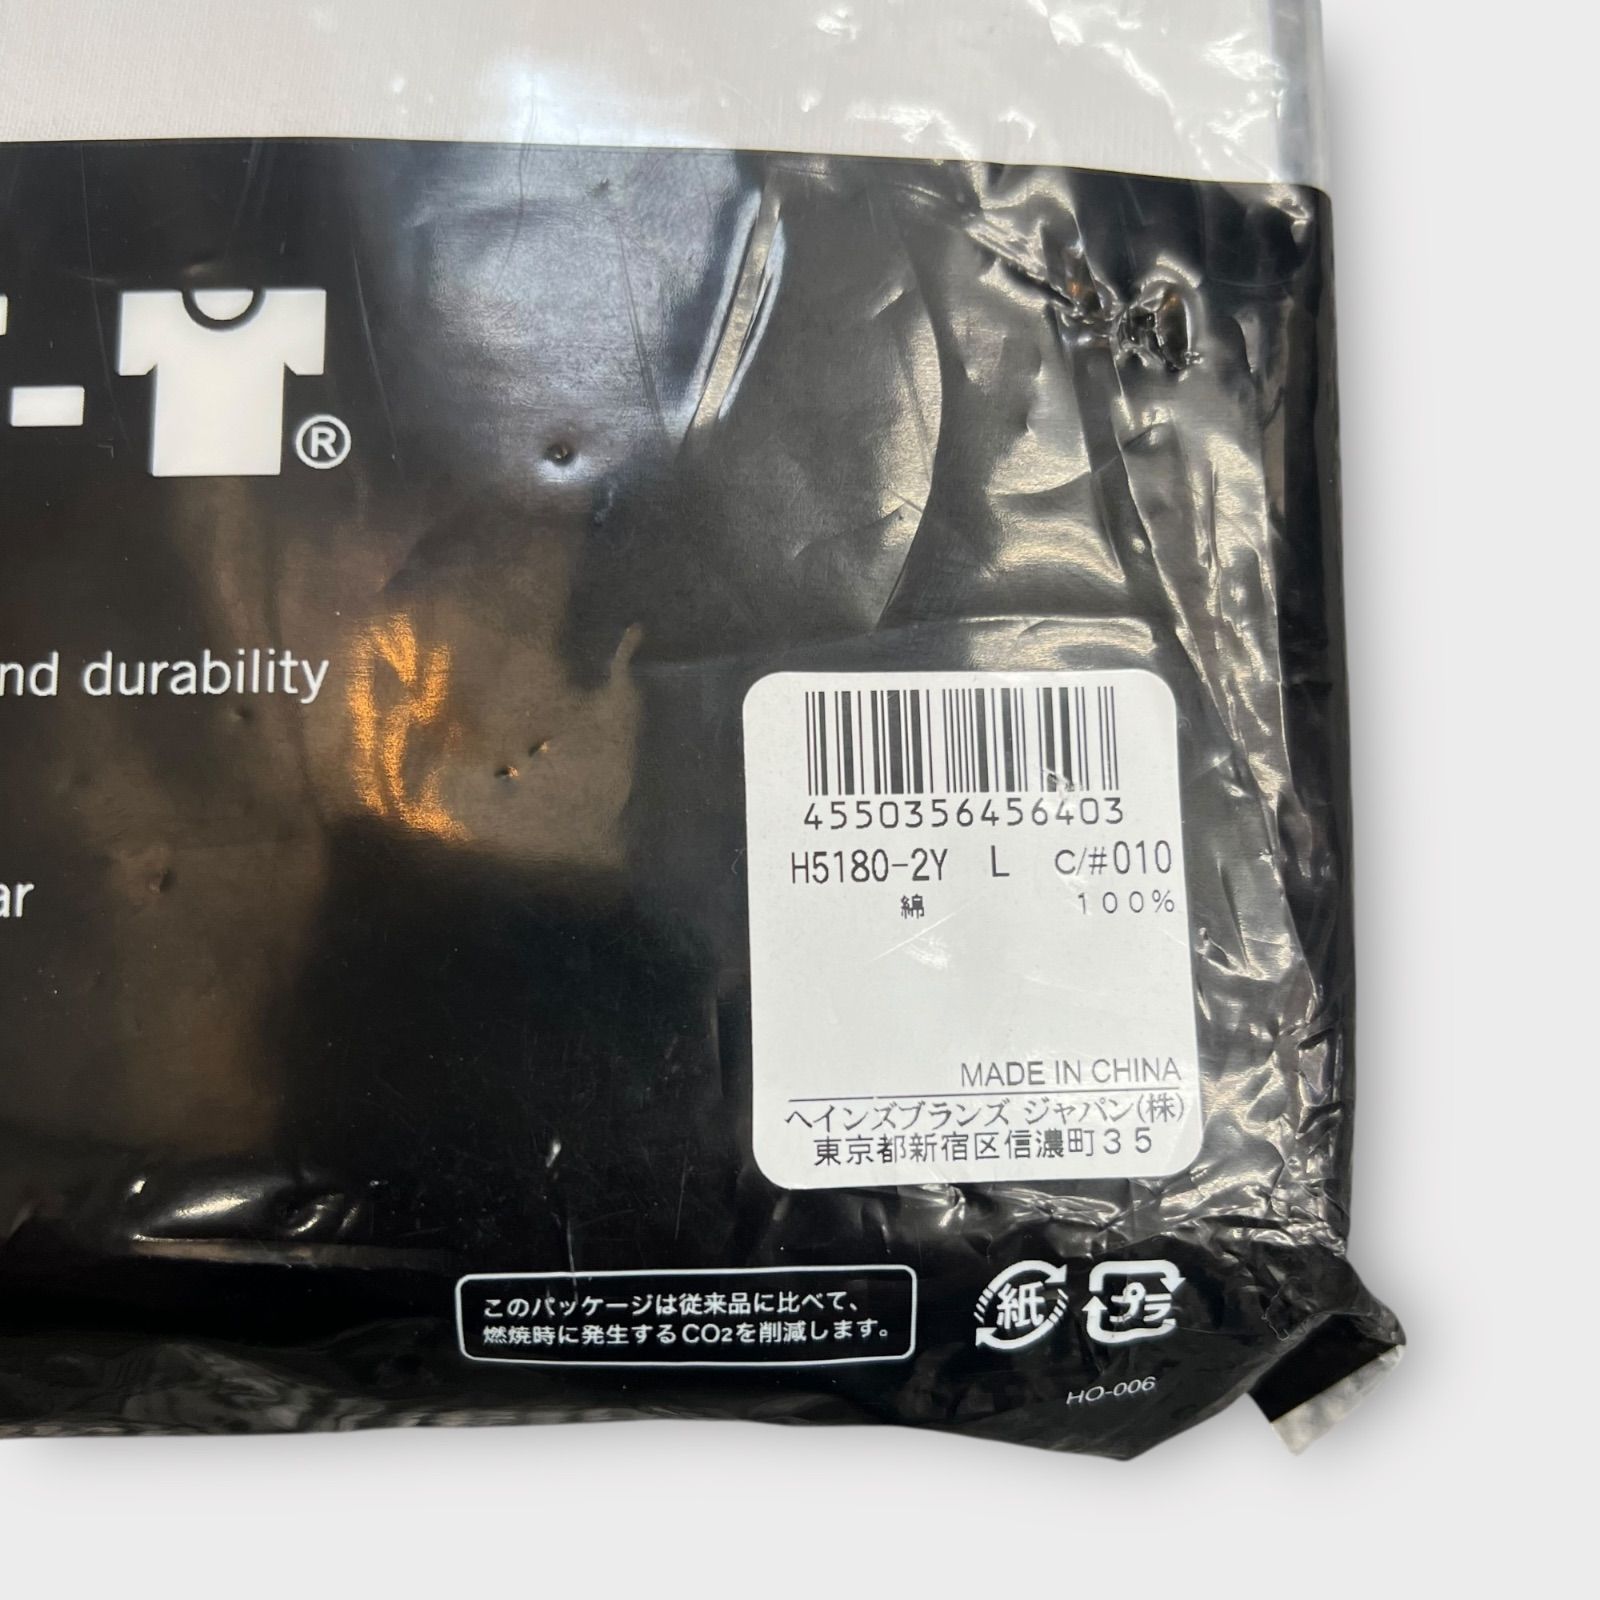 ®
nd durability
ar
4550356456403
H5180-2Y L C/#010
綿 100%
MADE IN CHINA
ヘインズブランズ ジャパン(株)
東京都新宿区信濃町35
このパッケージは従来品に比べて、
燃焼時に発生するCO2を削減します。
紙 プラ
HO-006